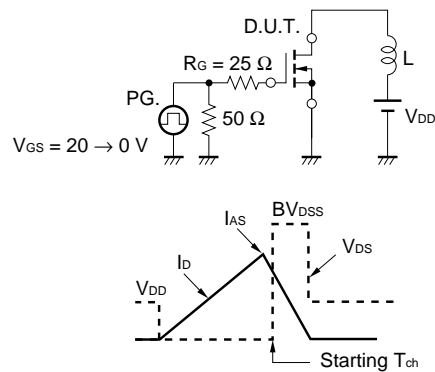 D.U.T.
RG = 25 Ω
L
PG.
50 Ω
VDD
VGS = 20 → 0 V
BVDSS
IAS
ID
VDS
VDD
Starting Tch